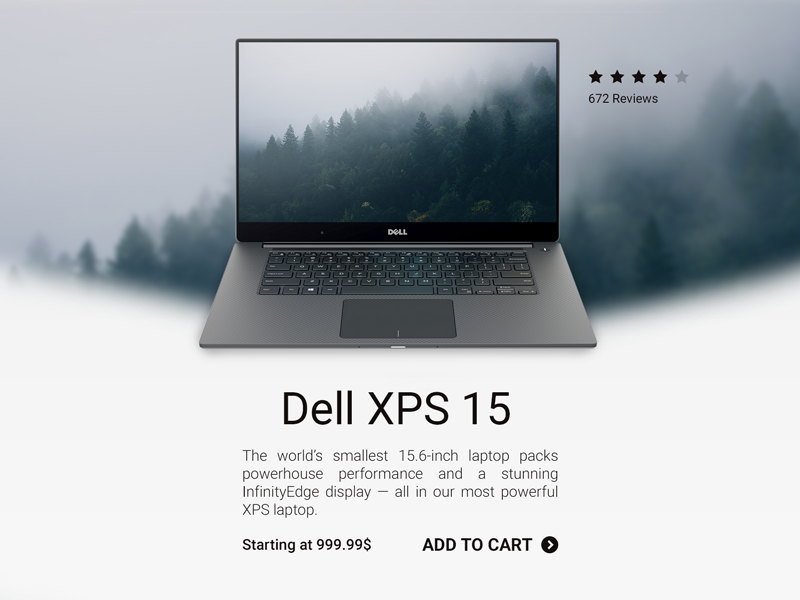 672 Reviews
DELL
Dell XPS 15
The world's smallest 15.6-inch laptop packs
powerhouse performance and a stunning
InfinityEdge display — all in our most powerful
XPS laptop.
Starting at 999.99$ ADD TO CART